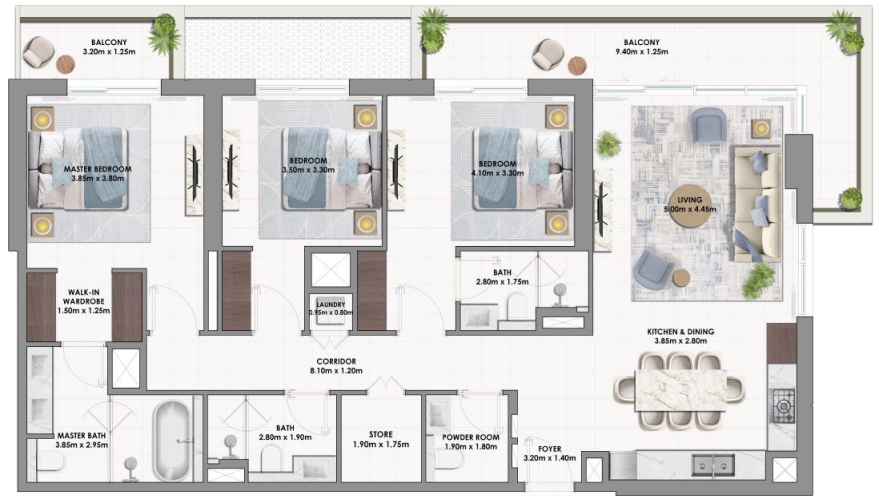 BALCONY
3.20m x 1.25m
BALCONY
9.40m x 1.25m
MASTER BEDROOM
3.85m x 3.80m
BEDROOM
3.50m x 3.30m
BEDROOM
4.10m x 3.30m
LIVING
5.00m x 4.45m
WALK-IN
WARDROBE
1.50m x 1.25m
LAUNDRY
0.95m x 0.80m
BATH
2.80m x 1.75m
KITCHEN & DINING
3.85m x 2.80m
CORRIDOR
8.10m x 1.20m
MASTER BATH
3.85m x 2.95m
BATH
2.80m x 1.90m
STORE
1.90m x 1.75m
POWDER ROOM
1.90m x 1.80m
FOYER
3.20m x 1.40m